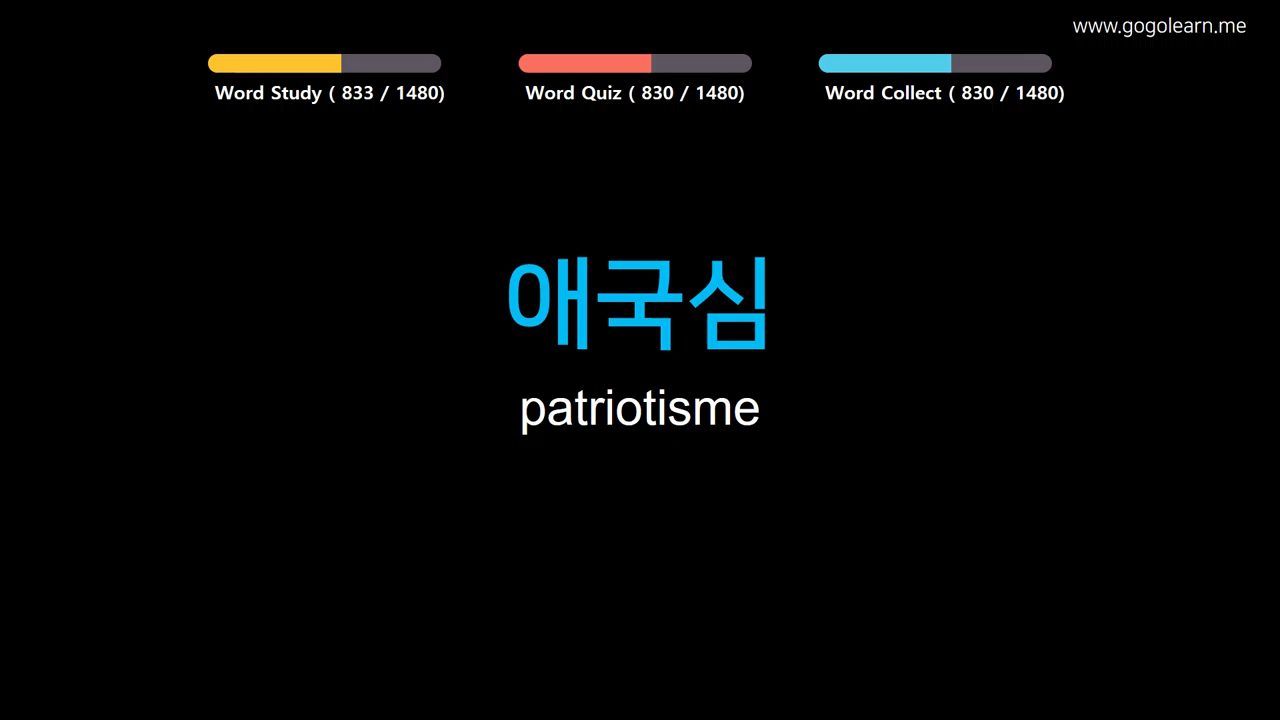 www.gogolearn.me
Word Study ( 833 / 1480)
Word Quiz ( 830 / 1480)
Word Collect ( 830 / 1480)
애국심
patriotisme